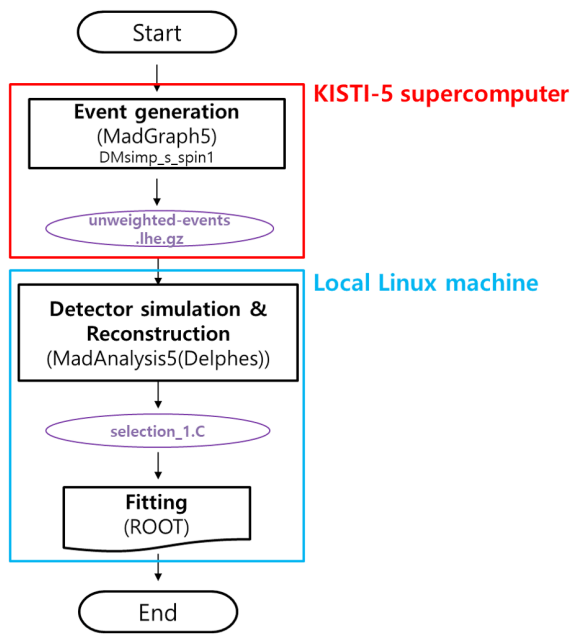 Start
KISTI-5 supercomputer
Event generation
(MadGraph5)
DMsimp_s_spin1
unweighted-events
.lhe.gz
Local Linux machine
Detector simulation &
Reconstruction
(MadAnalysis5(Delphes))
selection_1.C
Fitting
(ROOT)
End